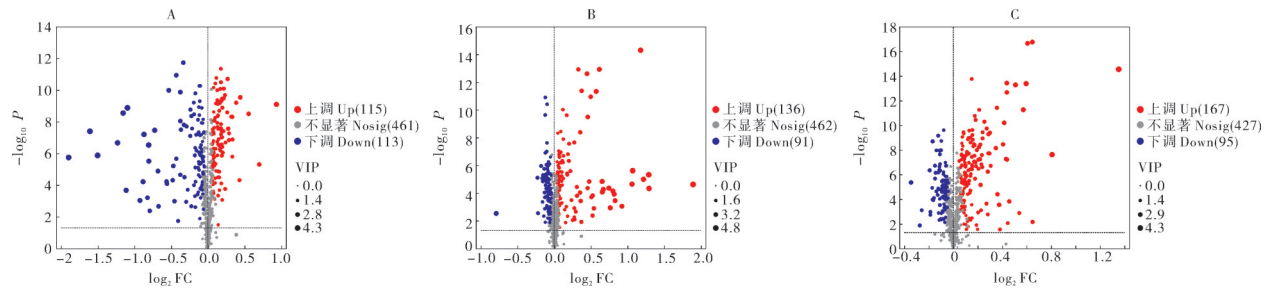 A
−log₁₀ P
14
12
10
8
6
4
2
0
−2 −1.5 −1.0 −0.5 0.0 0.5 1.0
log₂ FC
上调 Up(115)
不显著 Nosig(461)
下调 Down(113)
VIP
0.0
1.4
2.8
4.3
B
−log₁₀ P
16
14
12
10
8
6
4
2
0
−1.0 −0.5 0.0 0.5 1.0 1.5 2.0
log₂ FC
上调 Up(136)
不显著 Nosig(462)
下调 Down(91)
VIP
0.0
1.6
3.2
4.8
C
−log₁₀ P
18
16
14
12
10
8
6
4
2
0
−0.4 0 0.4 0.8 1.2
log₂ FC
上调 Up(167)
不显著 Nosig(427)
下调 Down(95)
VIP
0.0
1.4
2.9
4.3